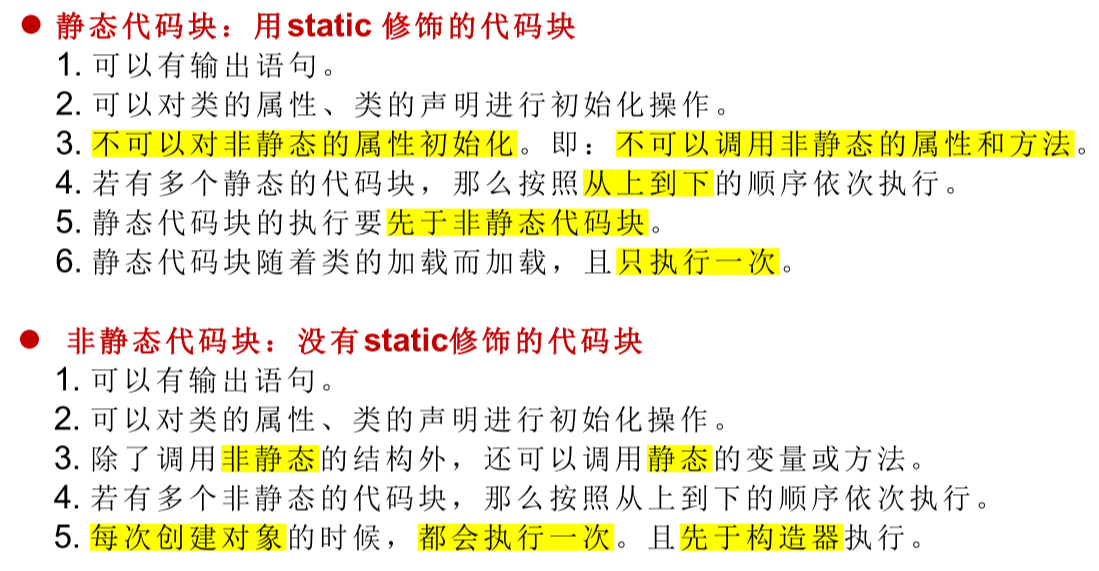 ● 静态代码块：用static 修饰的代码块
1. 可以有输出语句。
2. 可以对类的属性、类的声明进行初始化操作。
3. 不可以对非静态的属性初始化。即：不可以调用非静态的属性和方法。
4. 若有多个静态的代码块，那么按照从上到下的顺序依次执行。
5. 静态代码块的执行要先于非静态代码块。
6. 静态代码块随着类的加载而加载，且只执行一次。
● 非静态代码块：没有static修饰的代码块
1. 可以有输出语句。
2. 可以对类的属性、类的声明进行初始化操作。
3. 除了调用非静态的结构外，还可以调用静态的变量或方法。
4. 若有多个非静态的代码块，那么按照从上到下的顺序依次执行。
5. 每次创建对象的时候，都会执行一次。且先于构造器执行。